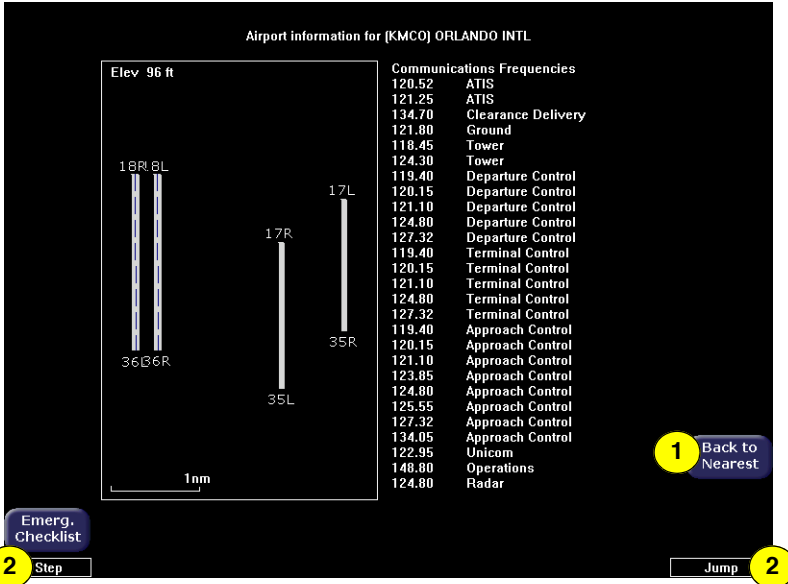 Airport information for (KMCO) ORLANDO INTL
Elev 96 ft
18R
8L
17L
17R
36L
36R
35R
35L
1nm
Communications Frequencies
120.52 ATIS
121.25 ATIS
134.70 Clearance Delivery
121.80 Ground
118.45 Tower
124.30 Tower
119.40 Departure Control
120.15 Departure Control
121.10 Departure Control
124.80 Departure Control
127.32 Departure Control
119.40 Terminal Control
120.15 Terminal Control
121.10 Terminal Control
124.80 Terminal Control
127.32 Terminal Control
119.40 Approach Control
120.15 Approach Control
121.10 Approach Control
123.85 Approach Control
124.80 Approach Control
125.55 Approach Control
127.32 Approach Control
134.05 Approach Control
122.95 Unicom
148.80 Operations
124.80 Radar
1
Back to
Nearest
Emerg.
Checklist
2 Step
Jump 2